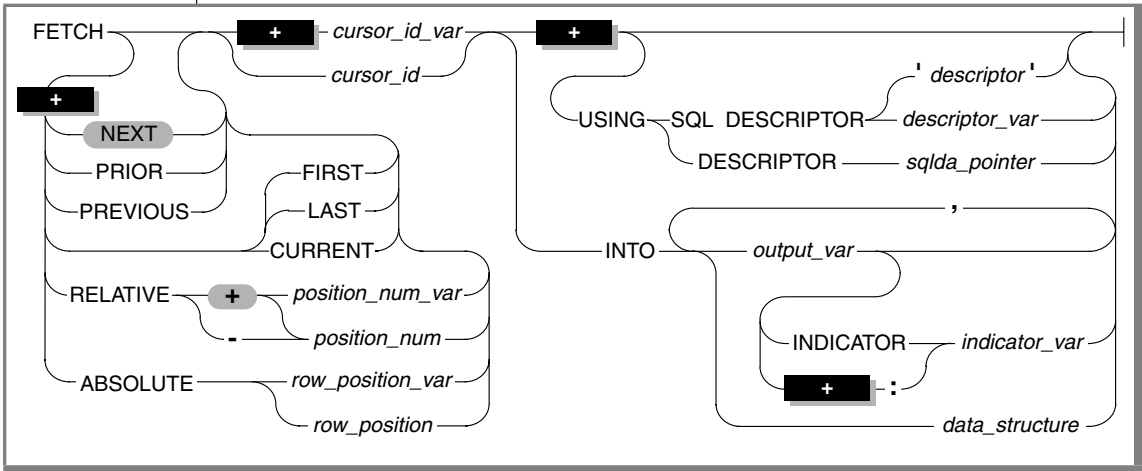 FETCH + cursor_id_var +
cursor_id
' descriptor '
+
USING SQL DESCRIPTOR descriptor_var
NEXT
PRIOR
DESCRIPTOR sqlda_pointer
FIRST
PREVIOUS
LAST
,
CURRENT
INTO output_var
RELATIVE + position_num_var
- position_num
INDICATOR indicator_var
ABSOLUTE row_position_var
+ :
row_position
data_structure